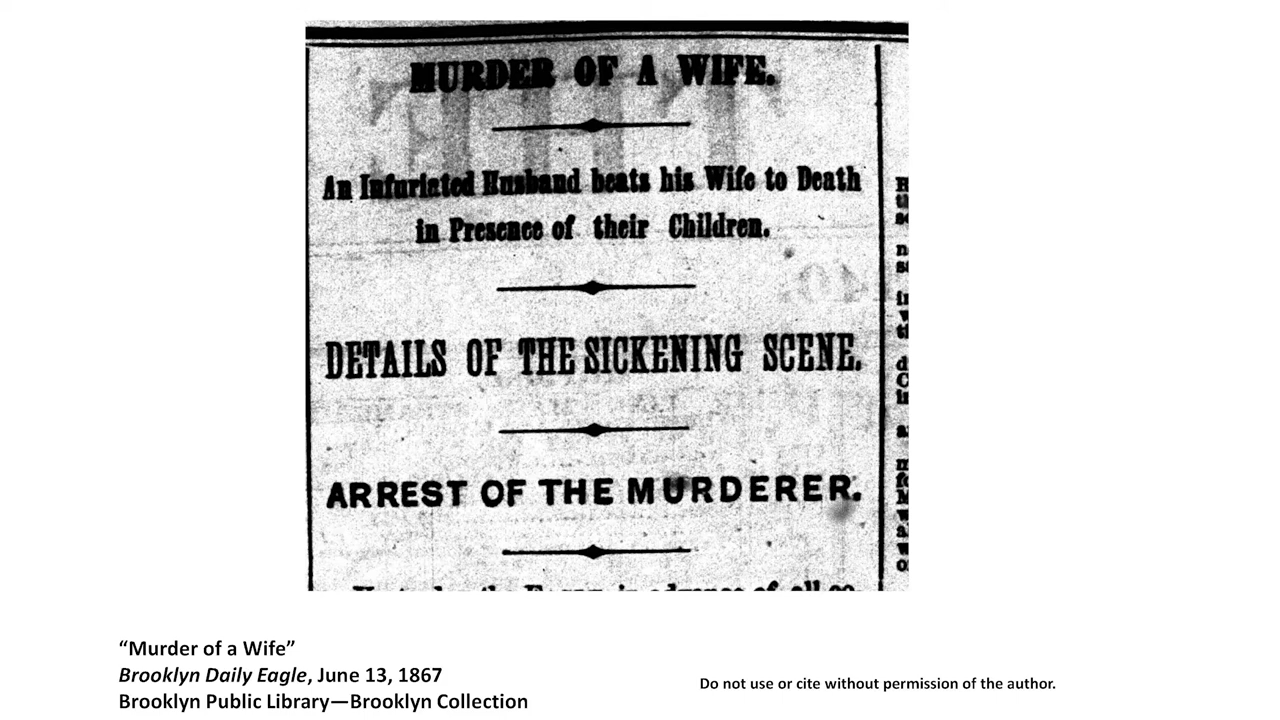 MURDER OF A WIFE.
An Infuriated Husband beats his Wife to Death
in Presence of their Children.
DETAILS OF THE SICKENING SCENE.
ARREST OF THE MURDERER.
“Murder of a Wife”
Brooklyn Daily Eagle, June 13, 1867
Brooklyn Public Library—Brooklyn Collection
Do not use or cite without permission of the author.